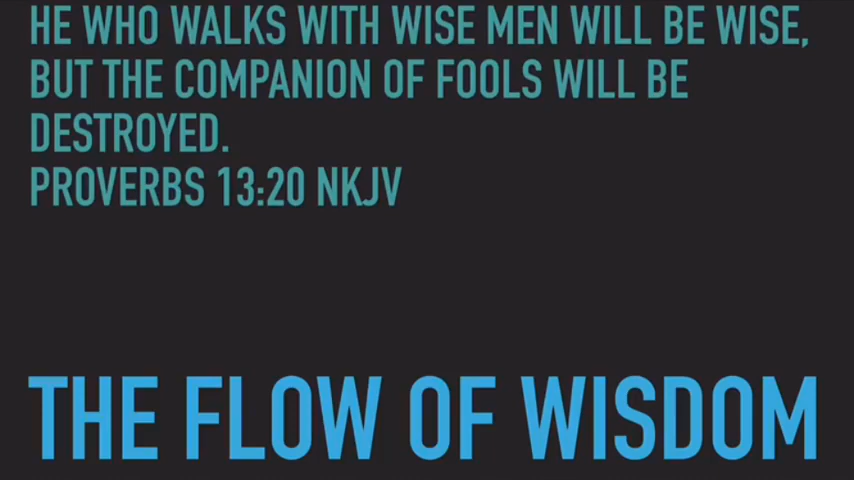 HE WHO WALKS WITH WISE MEN WILL BE WISE,
BUT THE COMPANION OF FOOLS WILL BE
DESTROYED.
PROVERBS 13:20 NKJV
THE FLOW OF WISDOM